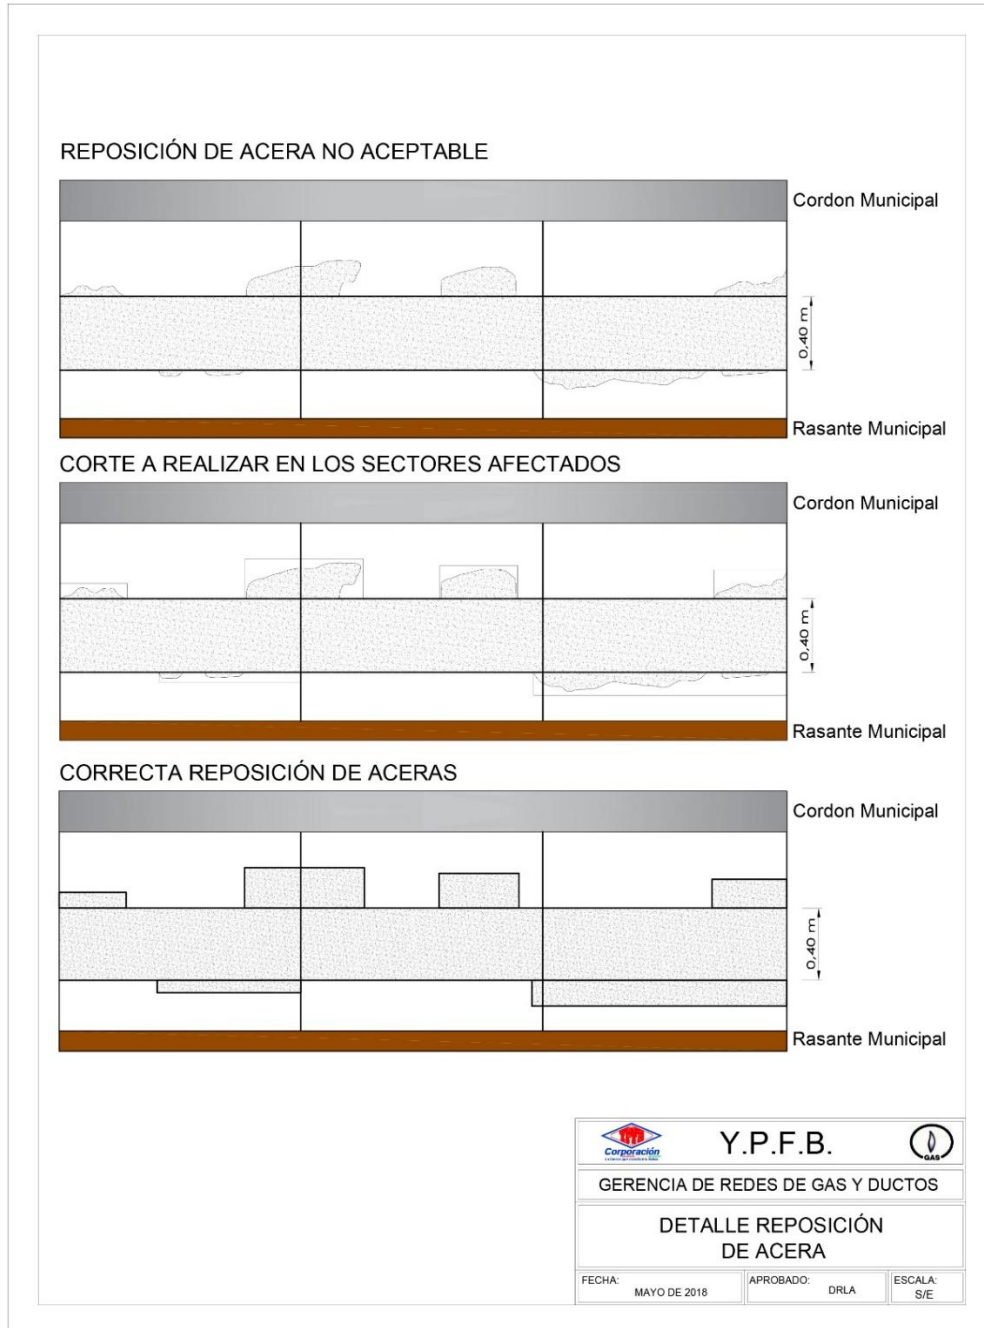 REPOSICIÓN DE ACERA NO ACEPTABLE
Cordon Municipal
0,40 m
Rasante Municipal
CORTE A REALIZAR EN LOS SECTORES AFECTADOS
Cordon Municipal
0,40 m
Rasante Municipal
CORRECTA REPOSICIÓN DE ACERAS
Cordon Municipal
0,40 m
Rasante Municipal
Corporación
Y.P.F.B.
GAS
GERENCIA DE REDES DE GAS Y DUCTOS
DETALLE REPOSICIÓN
DE ACERA
FECHA:
MAYO DE 2018
APROBADO:
DRLA
ESCALA:
S/E